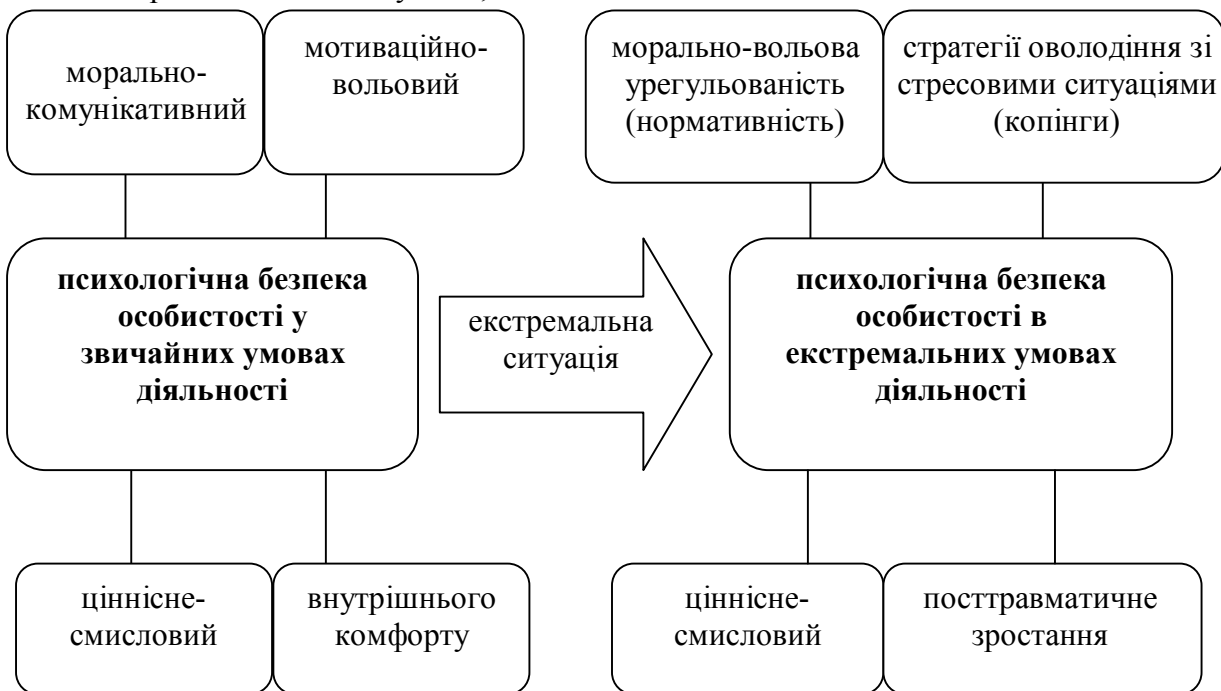 морально-
комунікативний
мотиваційно-
вольовий
морально-вольова
урегульованість
(нормативність)
стратегії оволодіння зі
стресовими ситуаціями
(копінги)
психологічна безпека
особистості у
звичайних умовах
діяльності
екстремальна
ситуація
психологічна безпека
особистості в
екстремальних умовах
діяльності
ціннісне-
смисловий
внутрішнього
комфорту
ціннісне-
смисловий
посттравматичне
зростання